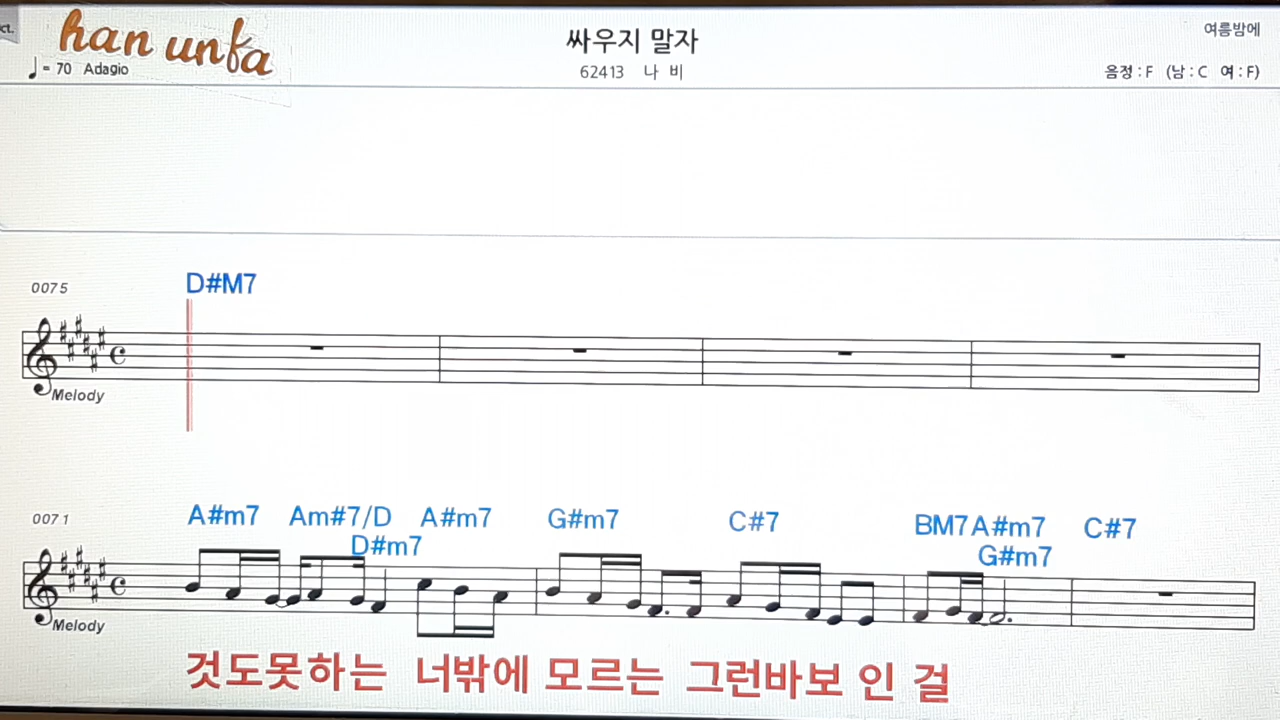 ct.
han unfa
싸우지 말자
여름밤에
♩= 70 Adagio
62413 나 비
음정 : F (남 : C 여 : F)
0075
D#M7
Melody
0071
A#m7 Am#7/D A#m7 G#m7 C#7 BM7 A#m7 C#7
D#m7 G#m7
Melody
것도못하는 너밖에 모르는 그런바보 인 걸